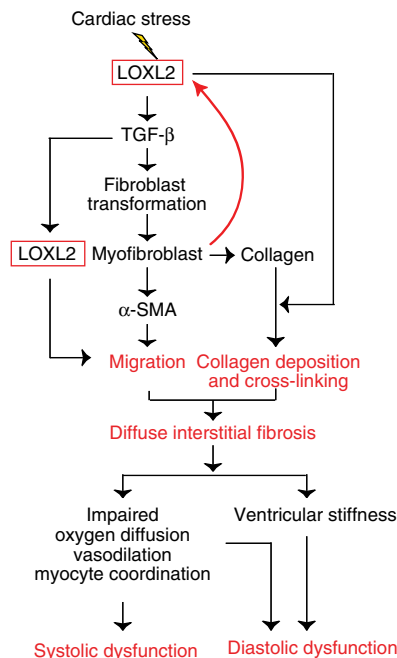 Cardiac stress
LOXL2
TGF-β
Fibroblast
transformation
LOXL2 Myofibroblast Collagen
α-SMA
Migration Collagen deposition
and cross-linking
Diffuse interstitial fibrosis
Impaired Ventricular stiffness
oxygen diffusion
vasodilation
myocyte coordination
Systolic dysfunction Diastolic dysfunction